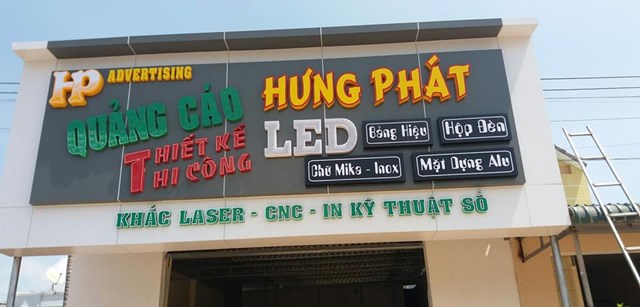 HP ADVERTISING
QUẢNG CÁO
HƯNG PHÁT
THIẾT KẾ
THI CÔNG
LED
Bảng Hiệu
Hộp Đèn
Chữ Mika - Inox
Mặt Dựng Alu
KHẮC LASER - CNC - IN KỸ THUẬT SỐ